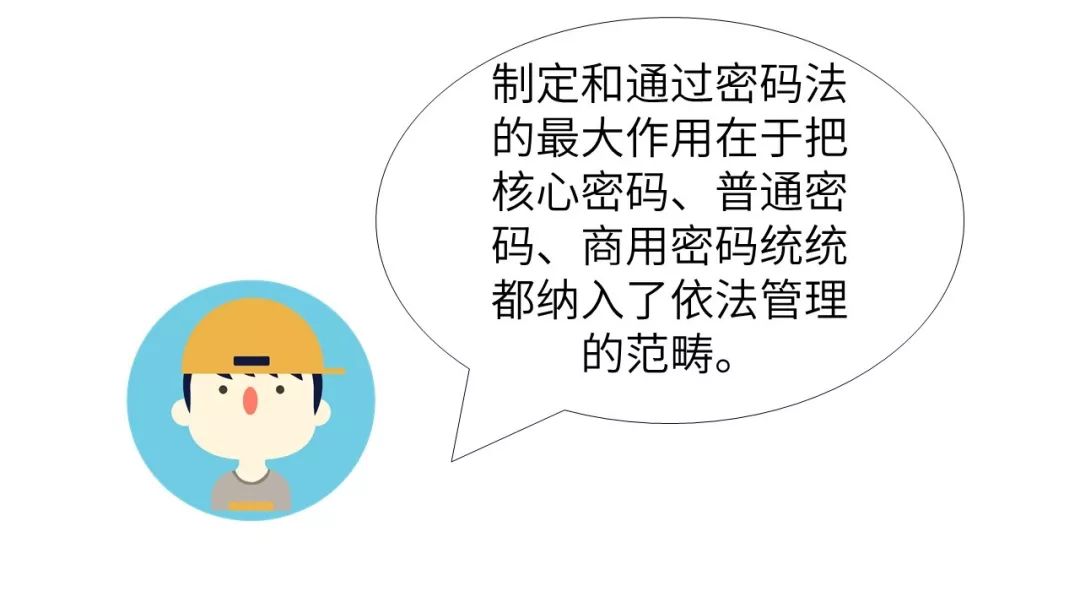 制定和通过密码法
的最大作用在于把
核心密码、普通密
码、商用密码统统
都纳入了依法管理
的范畴。